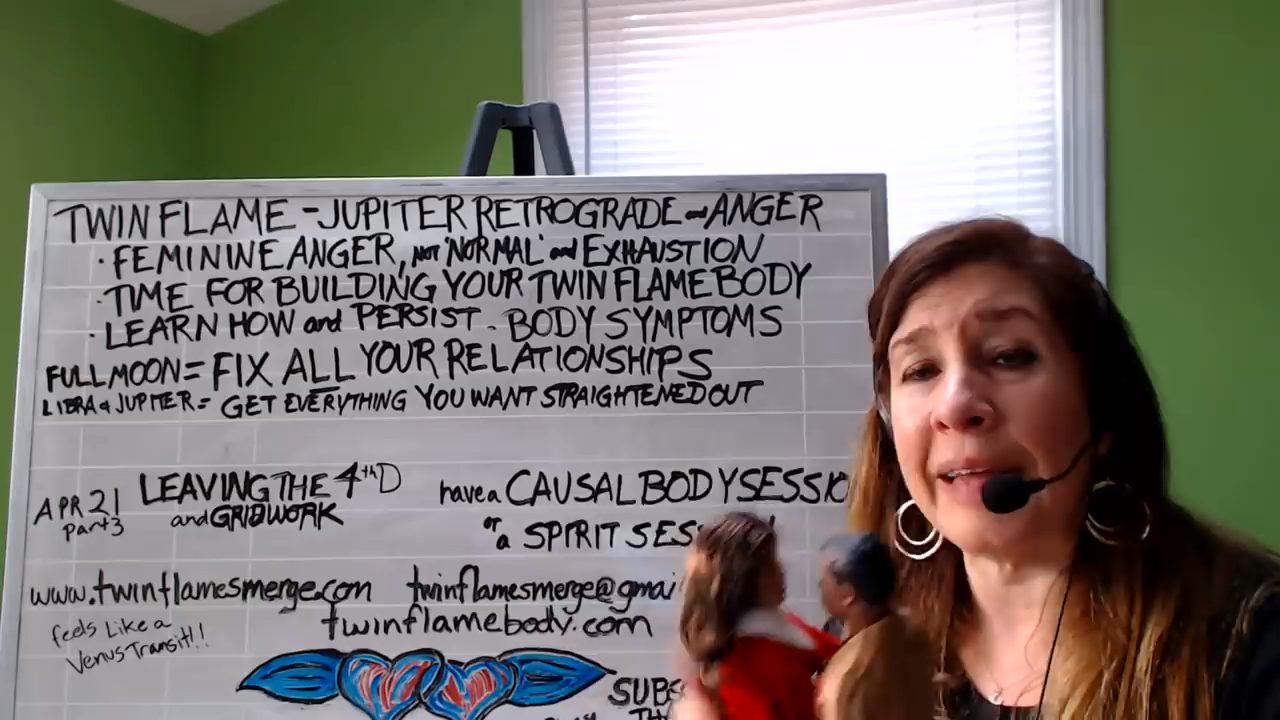 TWIN FLAME - JUPITER RETROGRADE - ANGER
· FEMININE ANGER, NOT 'NORMAL' and EXHAUSTION
· TIME FOR BUILDING YOUR TWIN FLAME BODY
· LEARN HOW and PERSIST - BODY SYMPTOMS
FULL MOON = FIX ALL YOUR RELATIONSHIPS
LIBRA & JUPITER = GET EVERYTHING YOU WANT STRAIGHTENED OUT
APR 21 part 3
LEAVING THE 4thD
and GRIDWORK
have a CAUSAL BODY SESSIO
or a SPIRIT SES
www.twinflamesmerge.com twinflamesmerge@gmai
twinflamebody.com
feels Like a
Venus Transit!!
SUBS